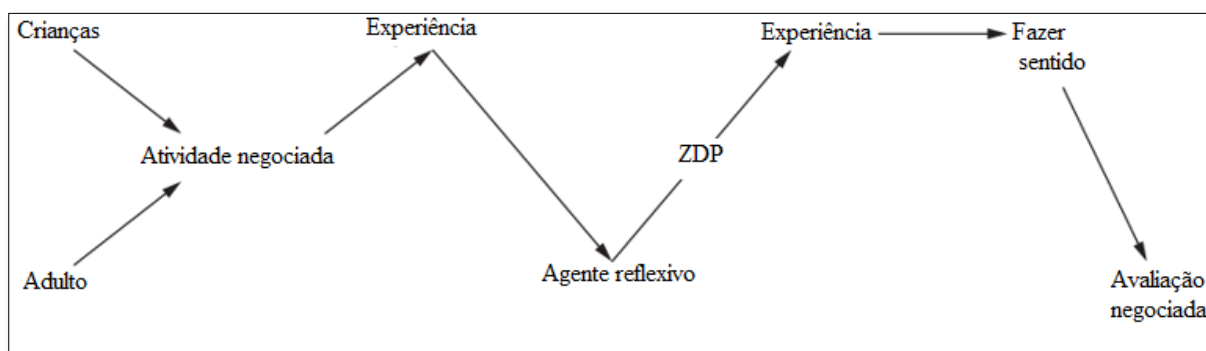 Crianças
Experiência
Experiência
Fazer
sentido
Atividade negociada
ZDP
Adulto
Agente reflexivo
Avaliação
negociada